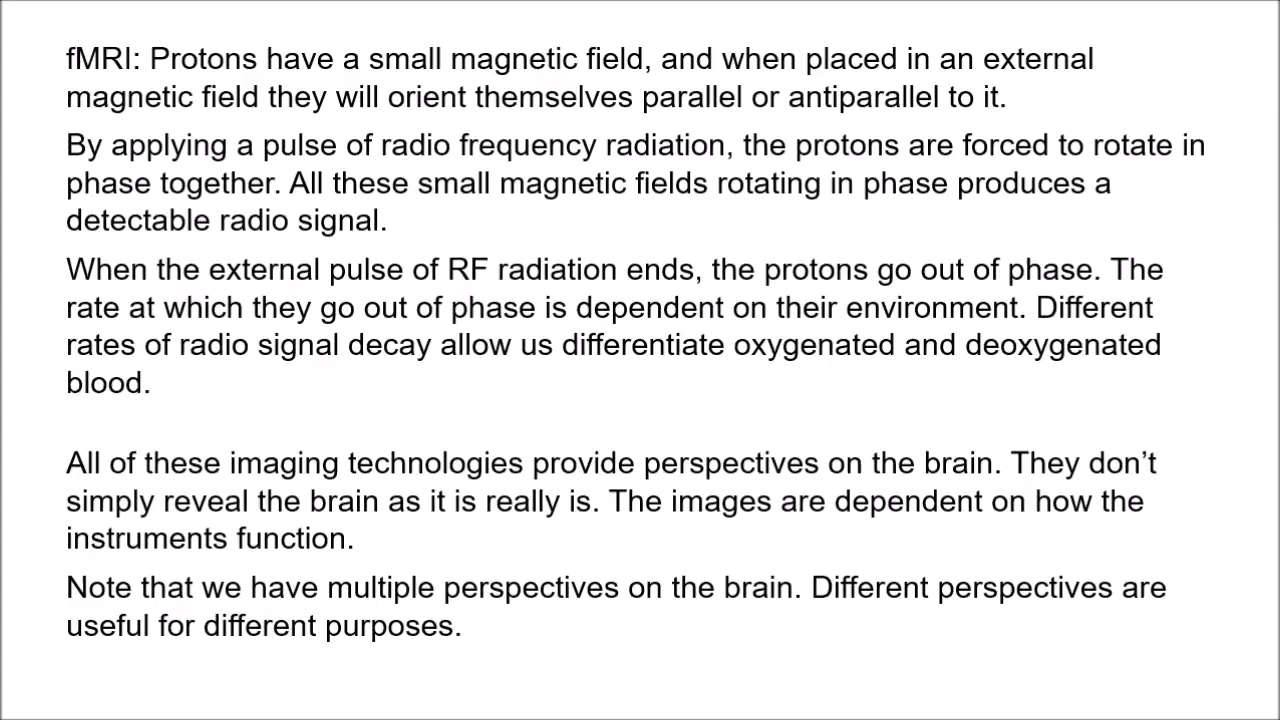 fMRI: Protons have a small magnetic field, and when placed in an external
magnetic field they will orient themselves parallel or antiparallel to it.
By applying a pulse of radio frequency radiation, the protons are forced to rotate in
phase together. All these small magnetic fields rotating in phase produces a
detectable radio signal.
When the external pulse of RF radiation ends, the protons go out of phase. The
rate at which they go out of phase is dependent on their environment. Different
rates of radio signal decay allow us differentiate oxygenated and deoxygenated
blood.
All of these imaging technologies provide perspectives on the brain. They don’t
simply reveal the brain as it is really is. The images are dependent on how the
instruments function.
Note that we have multiple perspectives on the brain. Different perspectives are
useful for different purposes.